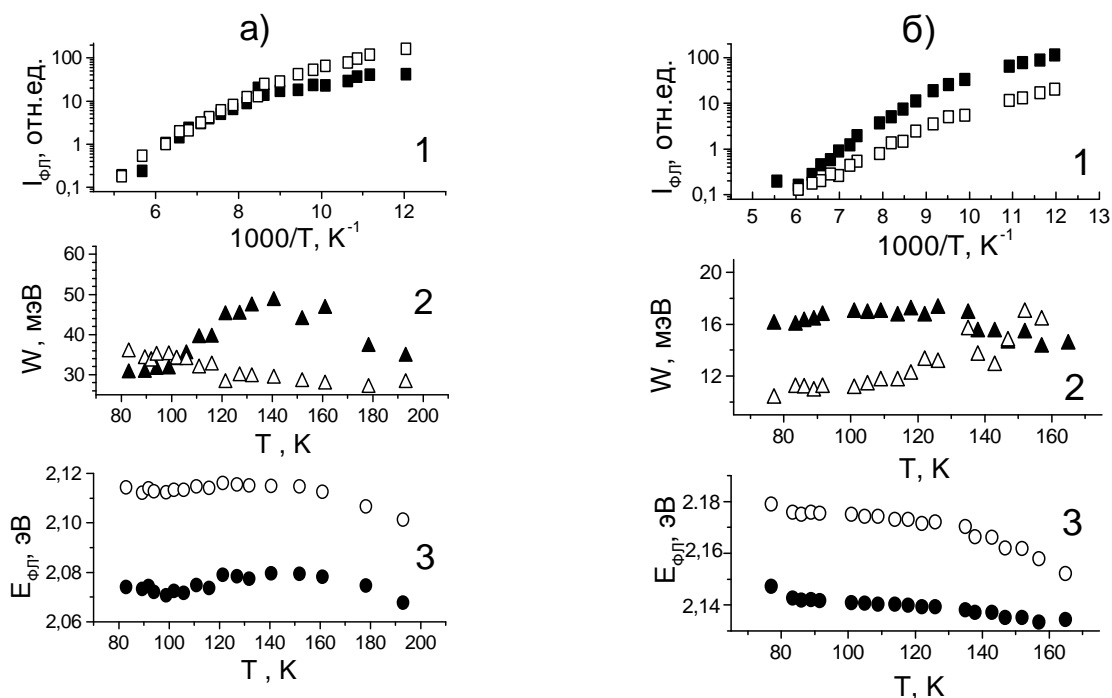 а)
б)
I_ФЛ, отн.ед.
100
10
1
0,1
1
6 8 10 12
1000/T, K⁻¹
I_ФЛ, отн.ед.
100
10
1
0,1
1
5 6 7 8 9 10 11 12 13
1000/T, K⁻¹
W, мэВ
60
50
40
30
2
80 100 120 140 160 180 200
T , K
W, мэВ
20
16
12
2
80 100 120 140 160
T, K
E_ФЛ, эВ
2,12
2,10
2,08
2,06
3
80 100 120 140 160 180 200
T , K
E_ФЛ, эВ
2,18
2,16
2,14
3
80 100 120 140 160
T, K